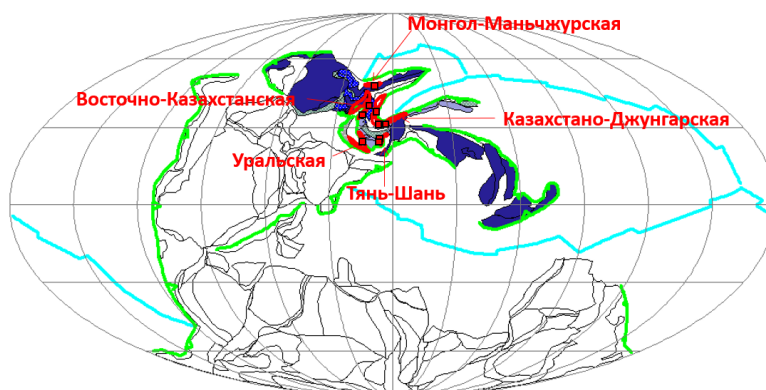 Монгол-Маньчжурская
Восточно-Казахстанская
Казахстано-Джунгарская
Уральская
Тянь-Шань